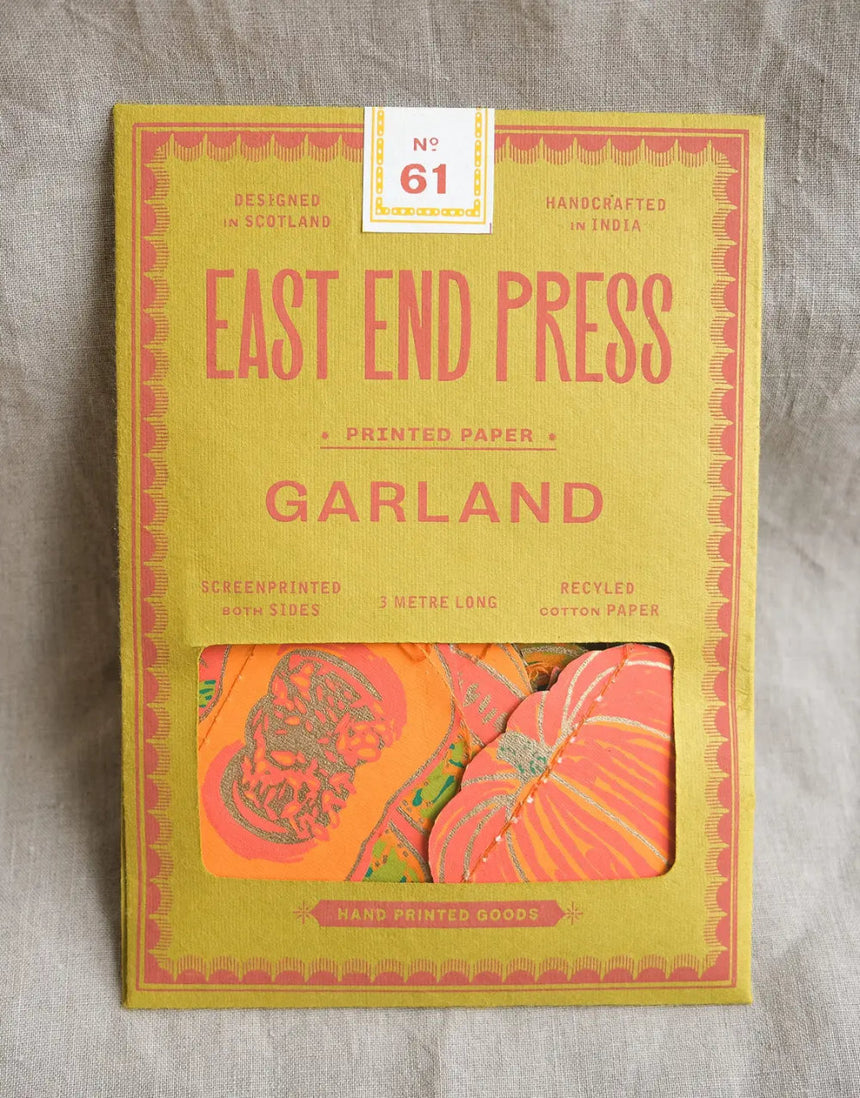 Nº
61
DESIGNED
IN SCOTLAND
HANDCRAFTED
IN INDIA
EAST END PRESS
PRINTED PAPER
GARLAND
SCREENPRINTED
BOTH SIDES
3 METRE LONG
RECYLED
COTTON PAPER
HAND PRINTED GOODS